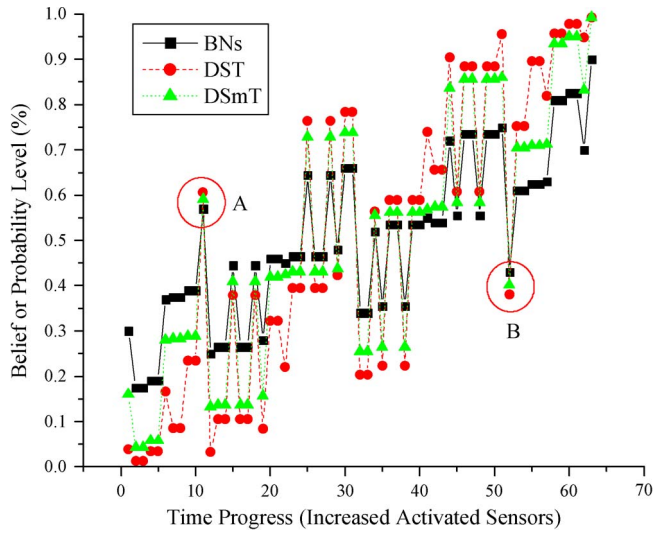 1.0
0.9
0.8
0.7
0.6
0.5
0.4
0.3
0.2
0.1
0.0
Belief or Probability Level (%)
BNs
DST
DSmT
A
B
0 10 20 30 40 50 60 70
Time Progress (Increased Activated Sensors)